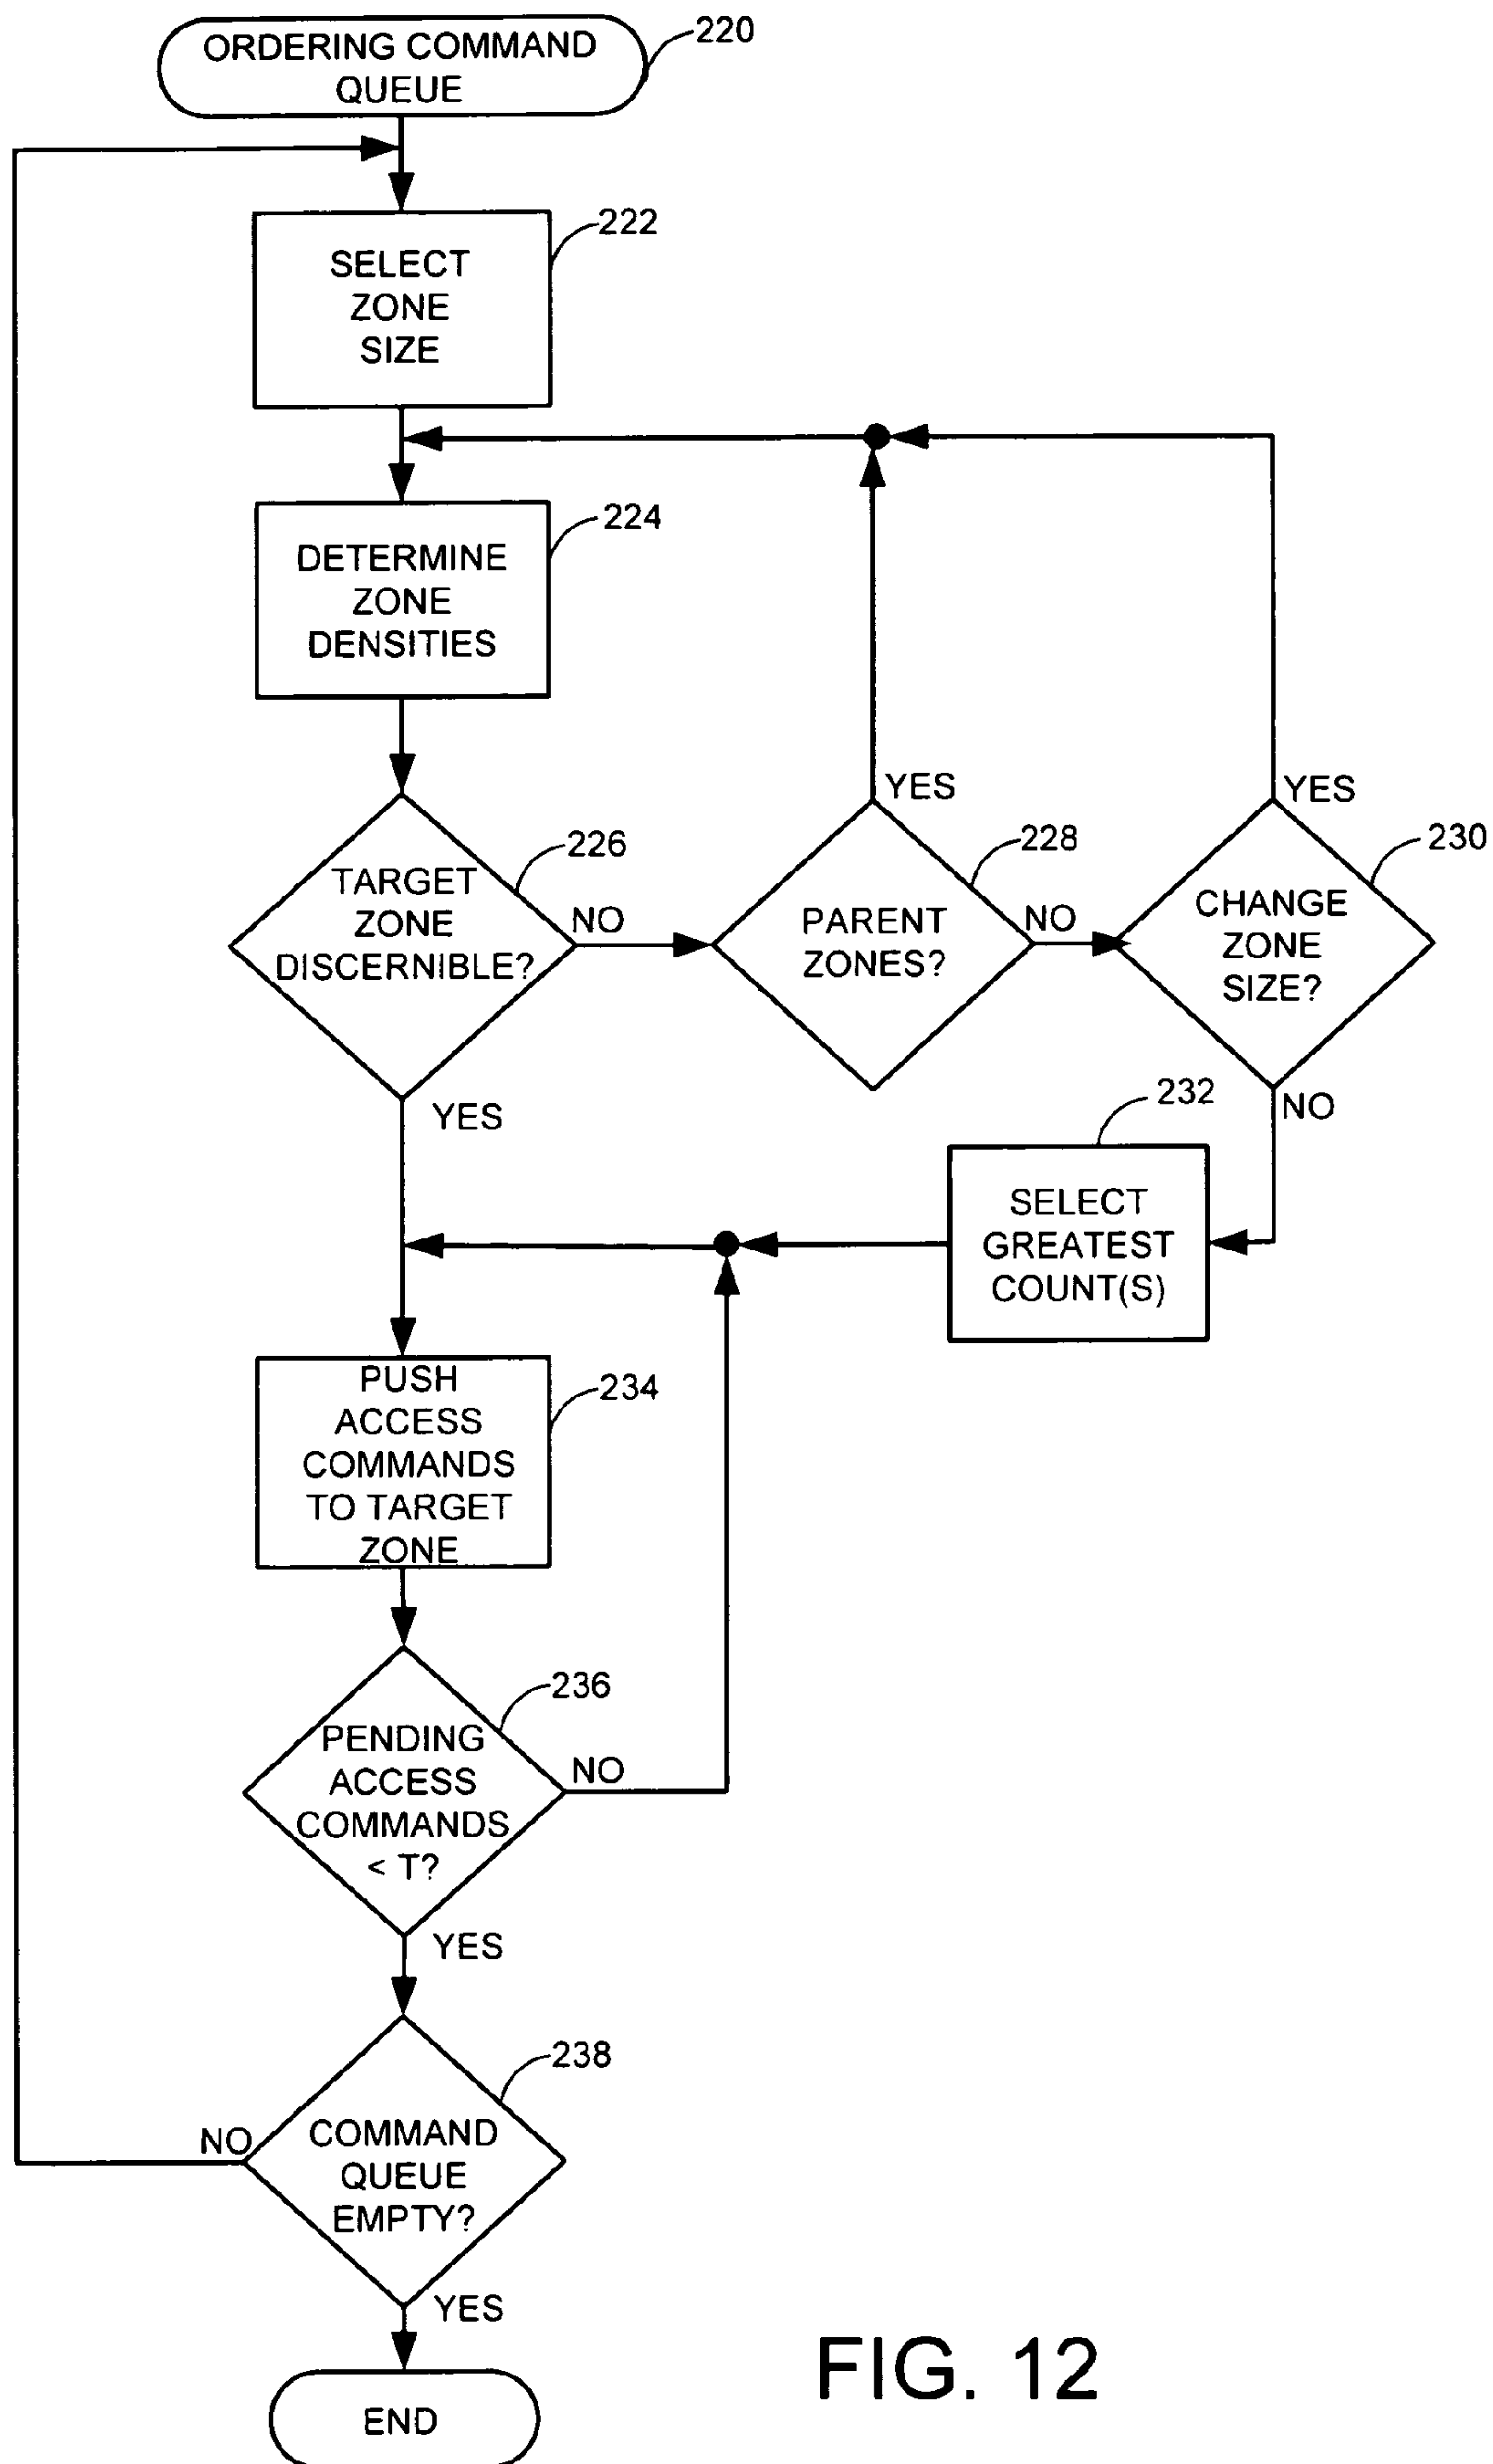 ORDERING COMMAND
QUEUE
220
SELECT
ZONE
SIZE
222
DETERMINE
ZONE
DENSITIES
224
TARGET
ZONE
DISCERNIBLE?
226
NO
YES
PARENT
ZONES?
228
YES
NO
CHANGE
ZONE
SIZE?
230
YES
NO
SELECT
GREATEST
COUNT(S)
232
PUSH
ACCESS
COMMANDS
TO TARGET
ZONE
234
PENDING
ACCESS
COMMANDS
< T?
236
NO
YES
COMMAND
QUEUE
EMPTY?
238
NO
YES
END
FIG. 12